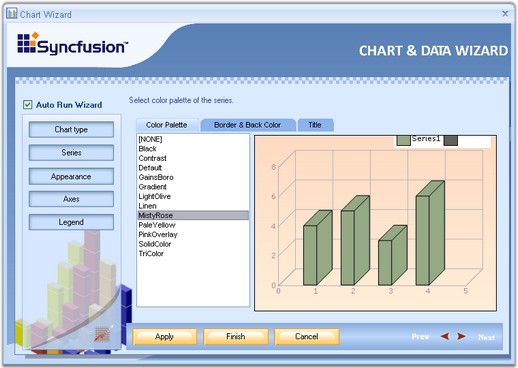 Chart Wizard
Syncfusion™
CHART & DATA WIZARD
Auto Run Wizard
Chart type
Series
Appearance
Axes
Legend
Select color palette of the series.
Color Palette
Border & Back Color
Title
[NONE]
Black
Contrast
Default
GainsBoro
Gradient
LightOlive
Linen
MistyRose
PaleYellow
PinkOverlay
SolidColor
TriColor
Series1
8
6
4
2
0
0 1 2 3 4 5
Apply
Finish
Cancel
Prev
Next